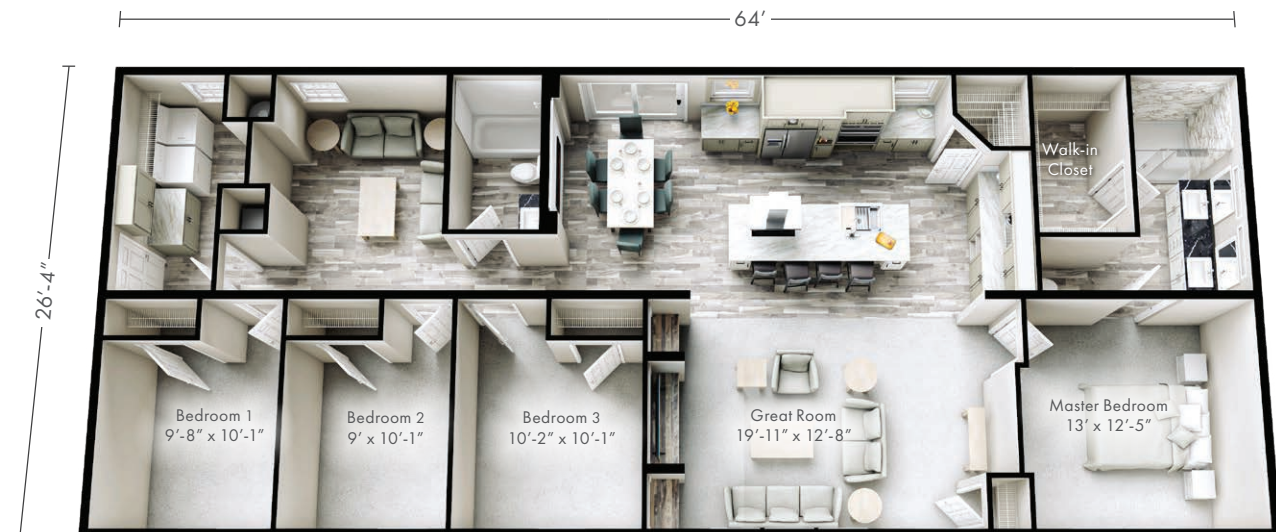 64’
26’-4”
Walk-in
Closet
Bedroom 1
9’-8” x 10’-1”
Bedroom 2
9’ x 10’-1”
Bedroom 3
10’-2” x 10’-1”
Great Room
19’-11” x 12’-8”
Master Bedroom
13’ x 12’-5”